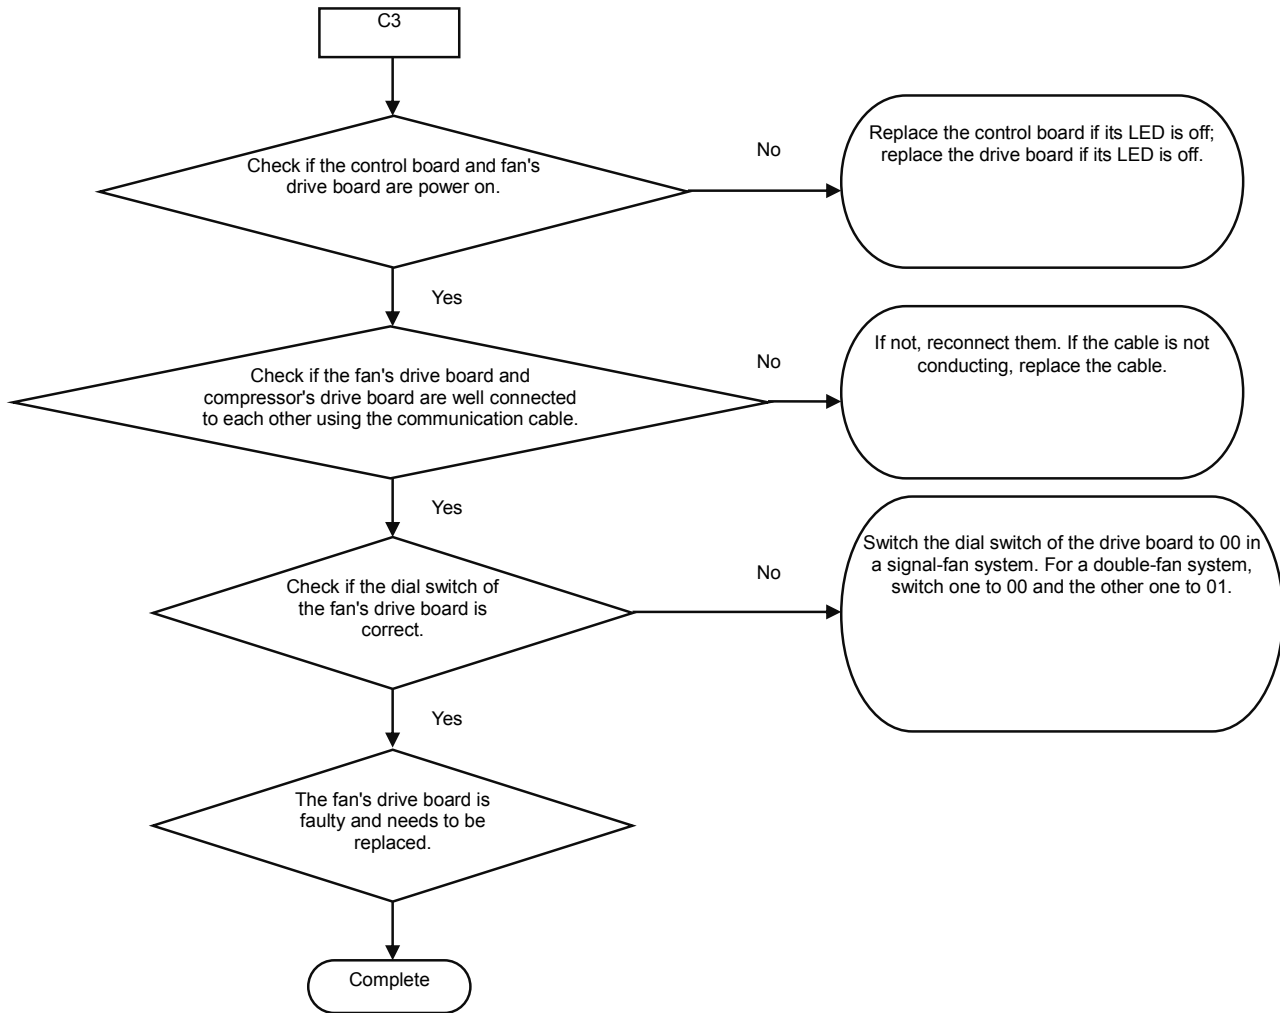 C3
Check if the control board and fan's
drive board are power on.
No
Replace the control board if its LED is off;
replace the drive board if its LED is off.
Yes
Check if the fan's drive board and
compressor's drive board are well connected
to each other using the communication cable.
No
If not, reconnect them. If the cable is not
conducting, replace the cable.
Yes
Check if the dial switch of
the fan's drive board is
correct.
No
Switch the dial switch of the drive board to 00 in
a signal-fan system. For a double-fan system,
switch one to 00 and the other one to 01.
Yes
The fan's drive board is
faulty and needs to be
replaced.
Complete